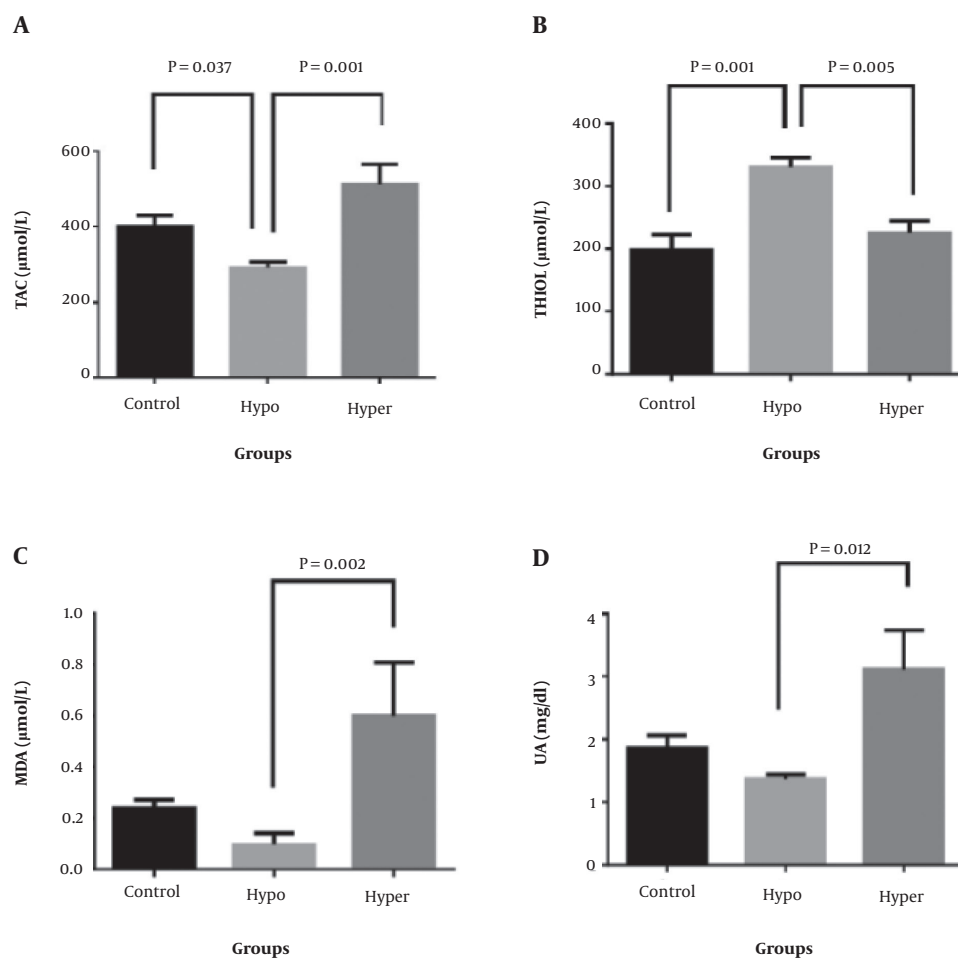 A
P = 0.037
P = 0.001
600
400
200
0
TAC (μmol/L)
Control
Hypo
Hyper
Groups
B
P = 0.001
P = 0.005
400
300
200
100
0
THIOL (μmol/L)
Control
Hypo
Hyper
Groups
C
P = 0.002
1.0
0.8
0.6
0.4
0.2
0.0
MDA (μmol/L)
Control
Hypo
Hyper
Groups
D
P = 0.012
4
3
2
1
0
UA (mg/dl)
Control
Hypo
Hyper
Groups